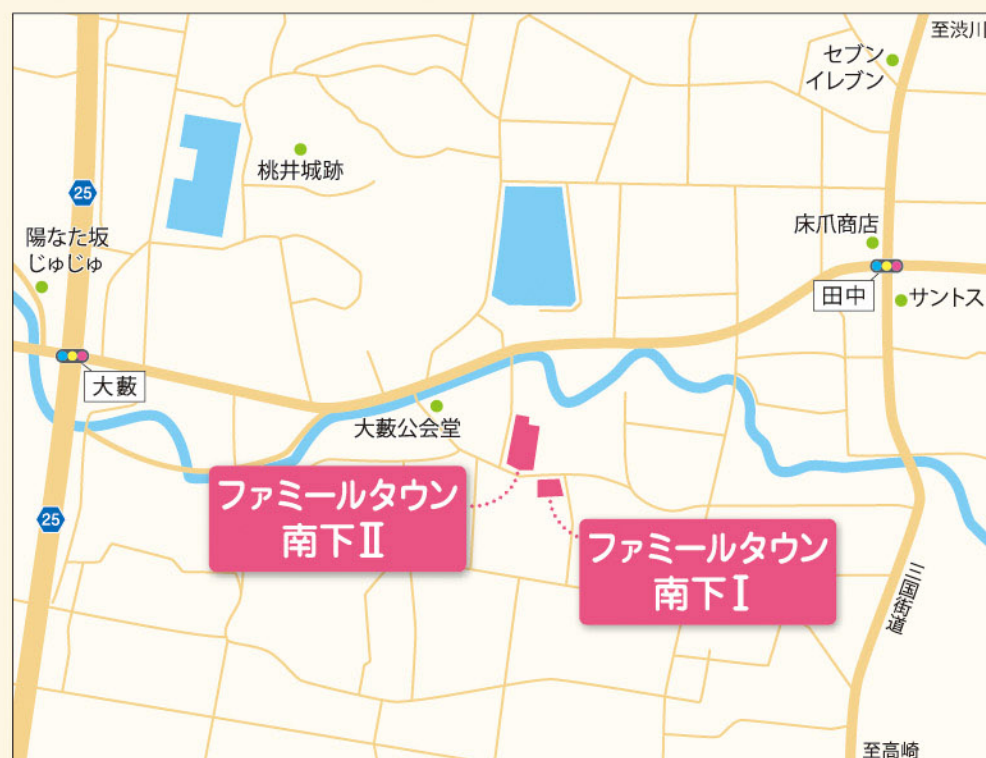 至渋川
セブン
イレブン
桃井城跡
25
陽なた坂
じゅじゅ
床爪商店
田中
サントス
大藪
大藪公会堂
ファミールタウン
南下Ⅱ
25
ファミールタウン
南下Ⅰ
三国街道
至高崎